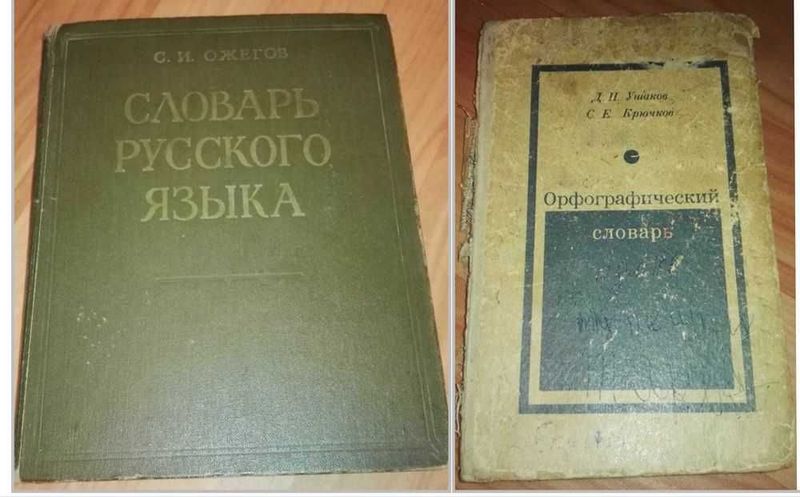 С. И. ОЖЕГОВ
СЛОВАРЬ
РУССКОГО
ЯЗЫКА
Д. Н. Ушаков
С. Е. Крючков
Орфографический
словарь